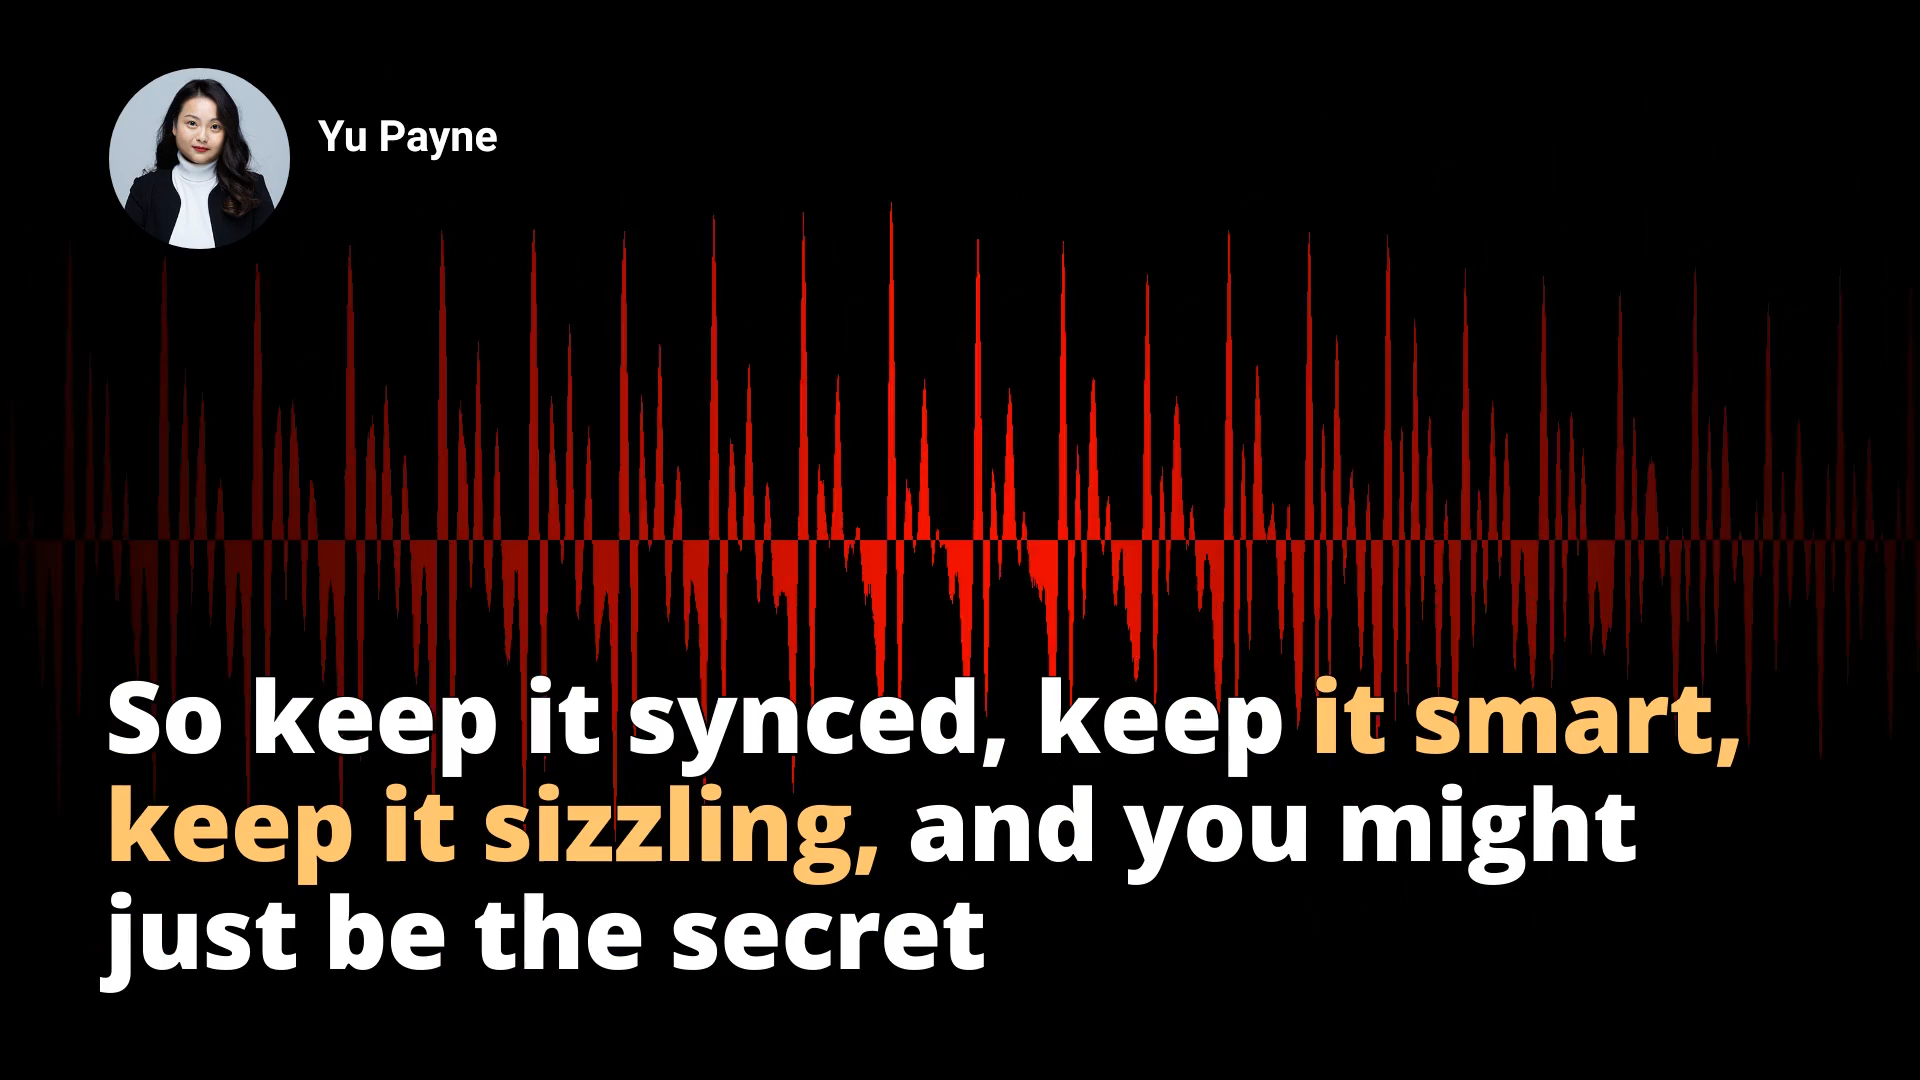 Yu Payne
So keep it synced, keep it smart,
keep it sizzling, and you might
just be the secret